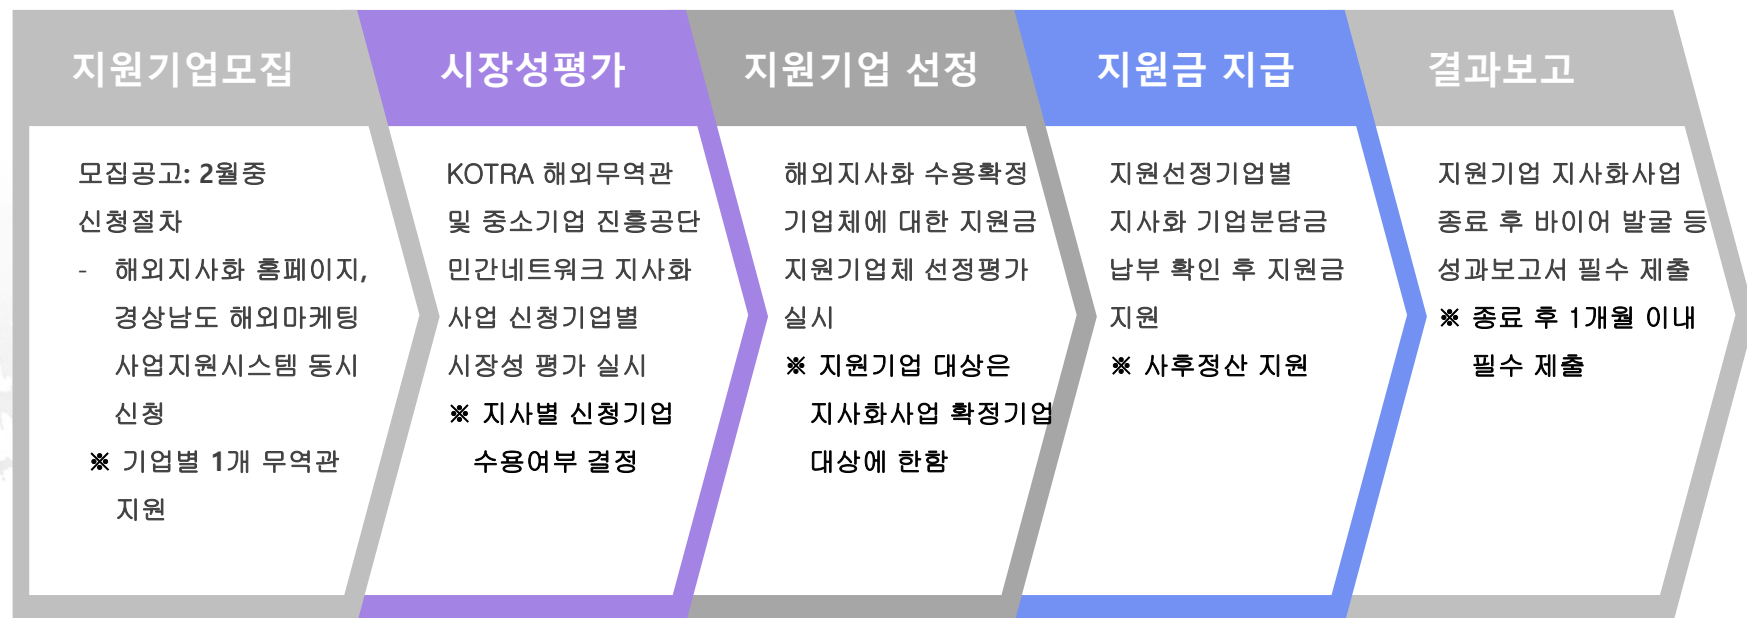 지원기업모집
모집공고: 2월중
신청절차
- 해외지사화 홈페이지,
경상남도 해외마케팅
사업지원시스템 동시
신청
※ 기업별 1개 무역관
지원
시장성평가
KOTRA 해외무역관
및 중소기업 진흥공단
민간네트워크 지사화
사업 신청기업별
시장성 평가 실시
※ 지사별 신청기업
수용여부 결정
지원기업 선정
해외지사화 수용확정
기업체에 대한 지원금
지원기업체 선정평가
실시
※ 지원기업 대상은
지사화사업 확정기업
대상에 한함
지원금 지급
지원선정기업별
지사화 기업분담금
납부 확인 후 지원금
지원
※ 사후정산 지원
결과보고
지원기업 지사화사업
종료 후 바이어 발굴 등
성과보고서 필수 제출
※ 종료 후 1개월 이내
필수 제출